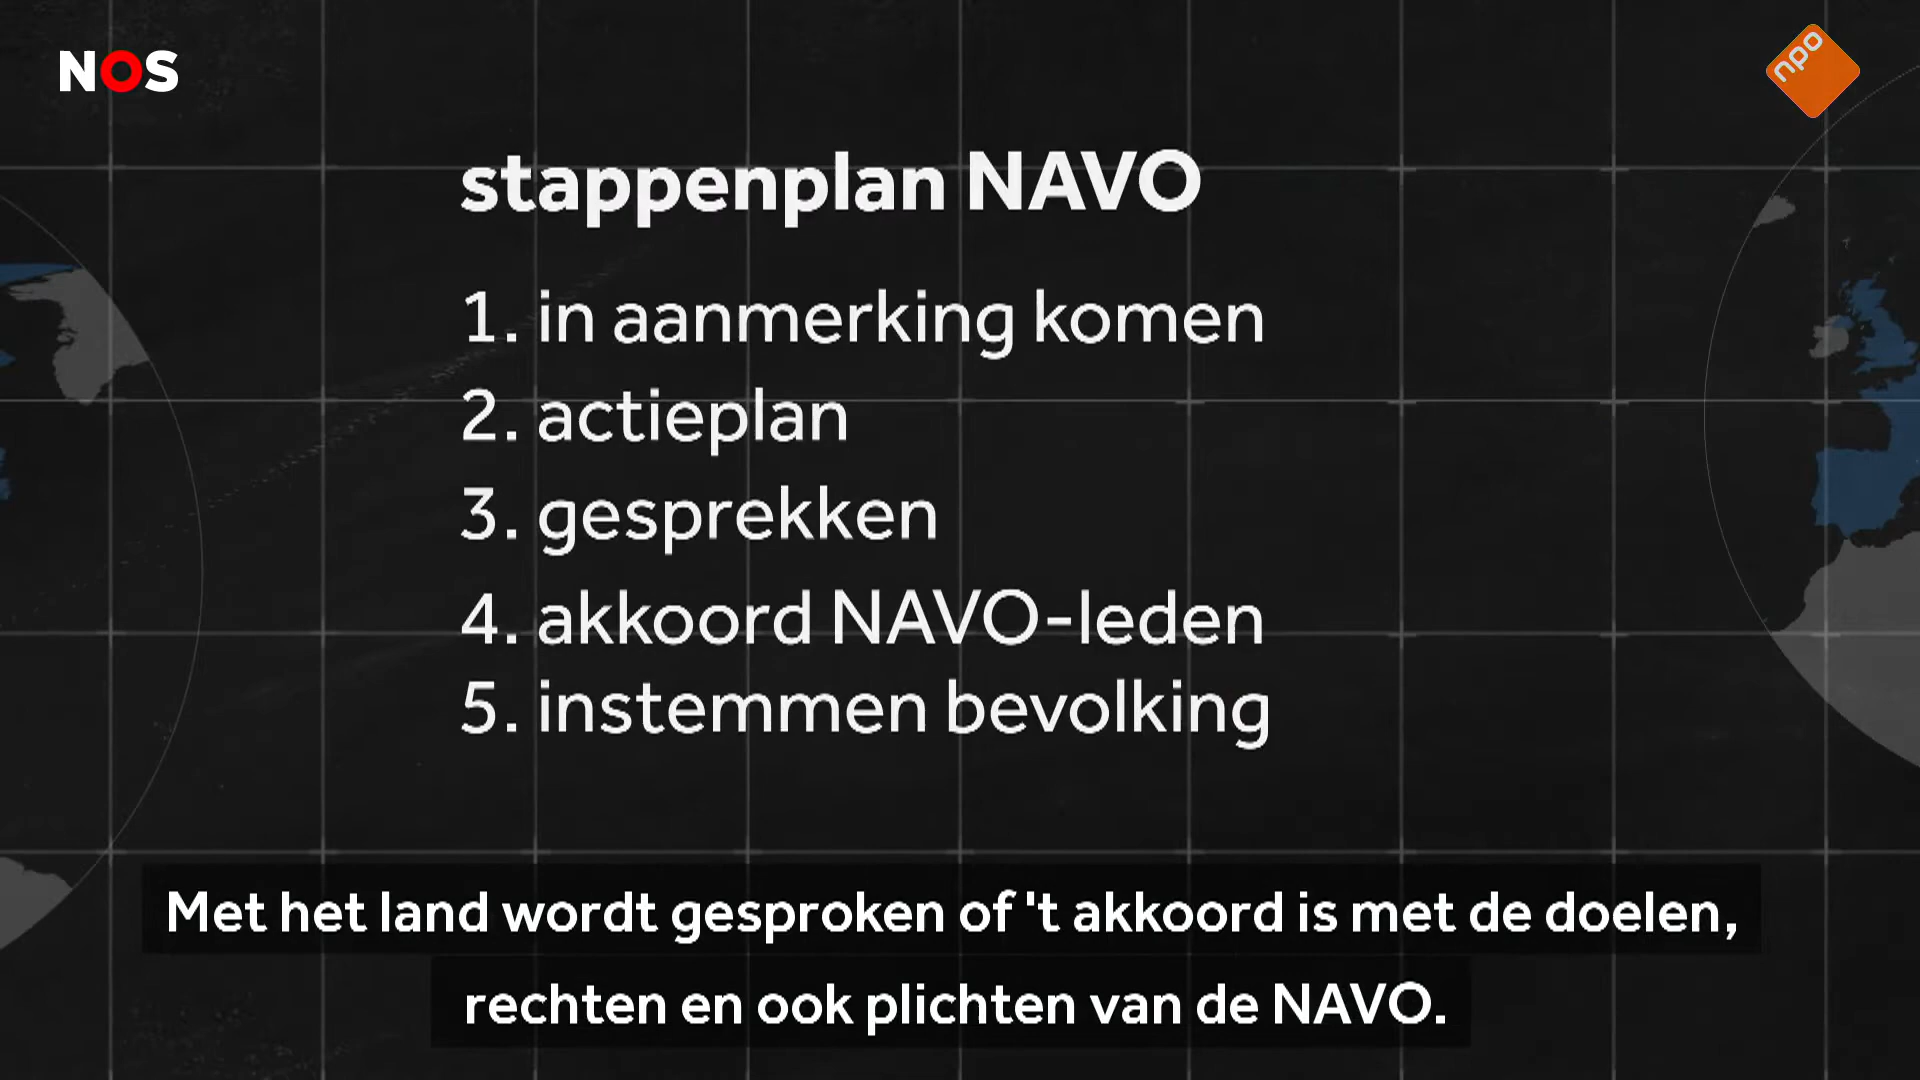 NOS
npo
stappenplan NAVO
1. in aanmerking komen
2. actieplan
3. gesprekken
4. akkoord NAVO-leden
5. instemmen bevolking
Met het land wordt gesproken of 't akkoord is met de doelen,
rechten en ook plichten van de NAVO.